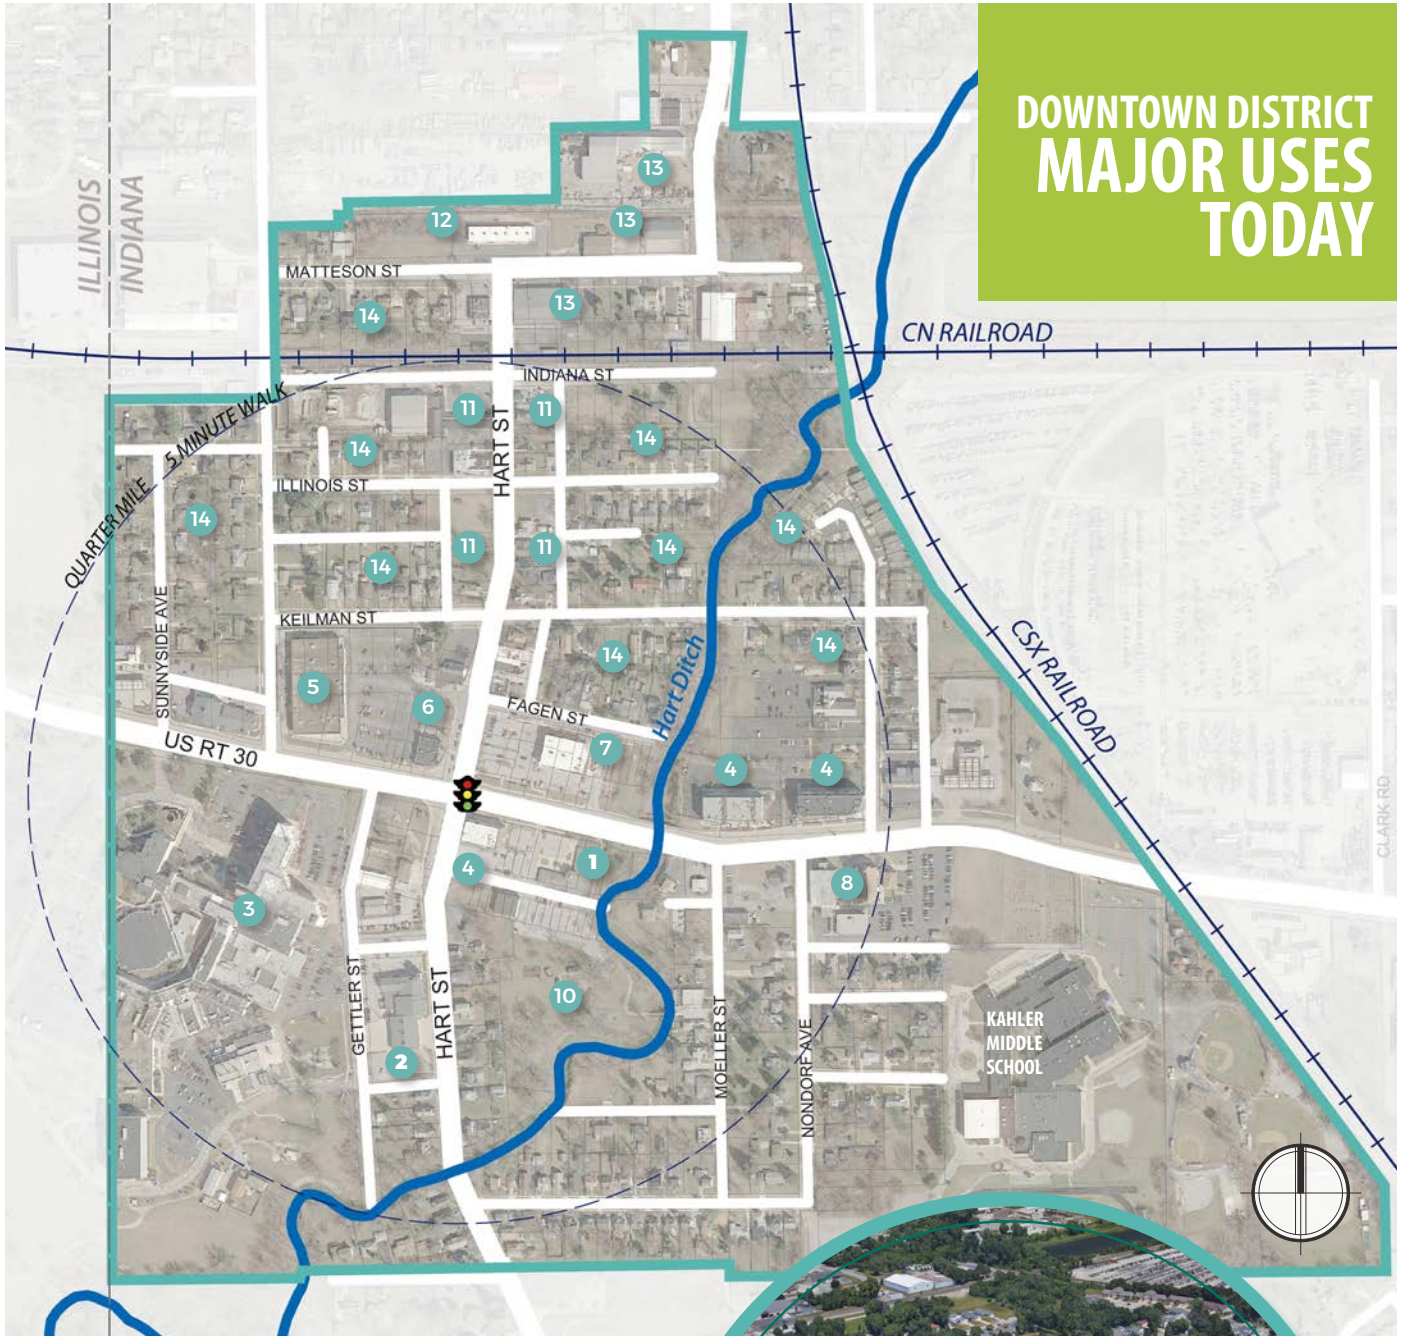 DOWNTOWN DISTRICT
MAJOR USES
TODAY
ILLINOIS
INDIANA
13
12
13
MATTESON ST
14
13
CN RAILROAD
INDIANA ST
5 MINUTE WALK
QUARTER MILE
11
11
HART ST
14
14
ILLINOIS ST
14
14
11
11
14
14
SUNNYSIDE AVE
KEILMAN ST
14
14
Hart Ditch
CSX RAILROAD
5
6
FAGEN ST
7
US RT 30
4
4
CLARK RD
4
1
8
3
GETTLER ST
HART ST
10
MOELLER ST
NONDORF AVE
KAHLER
MIDDLE
SCHOOL
2